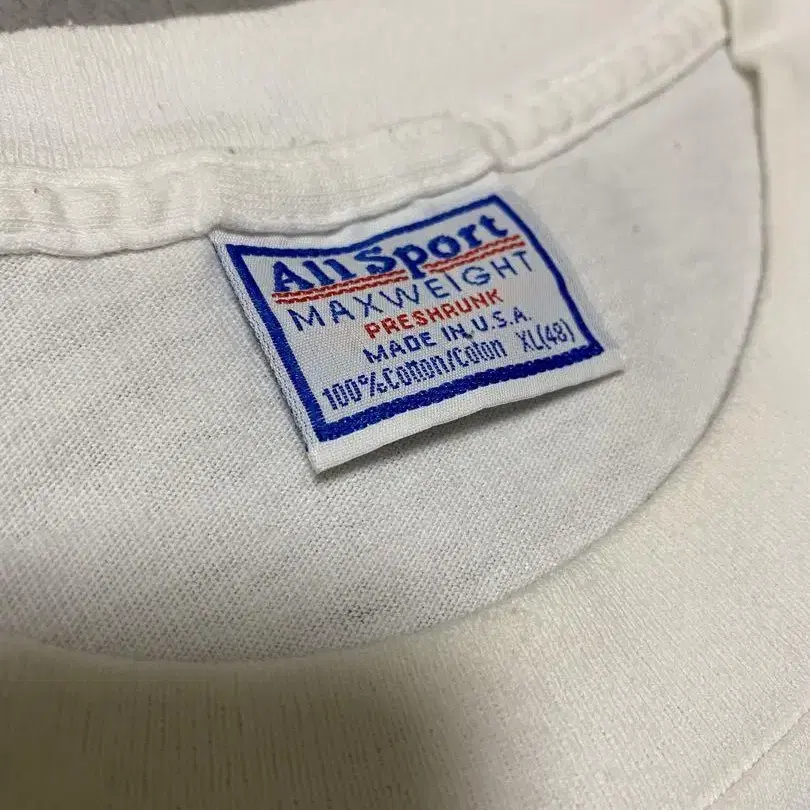 All Sport
MAXWEIGHT
PRESHRUNK
MADE IN U.S.A.
100% Cotton/Coton XL(48)